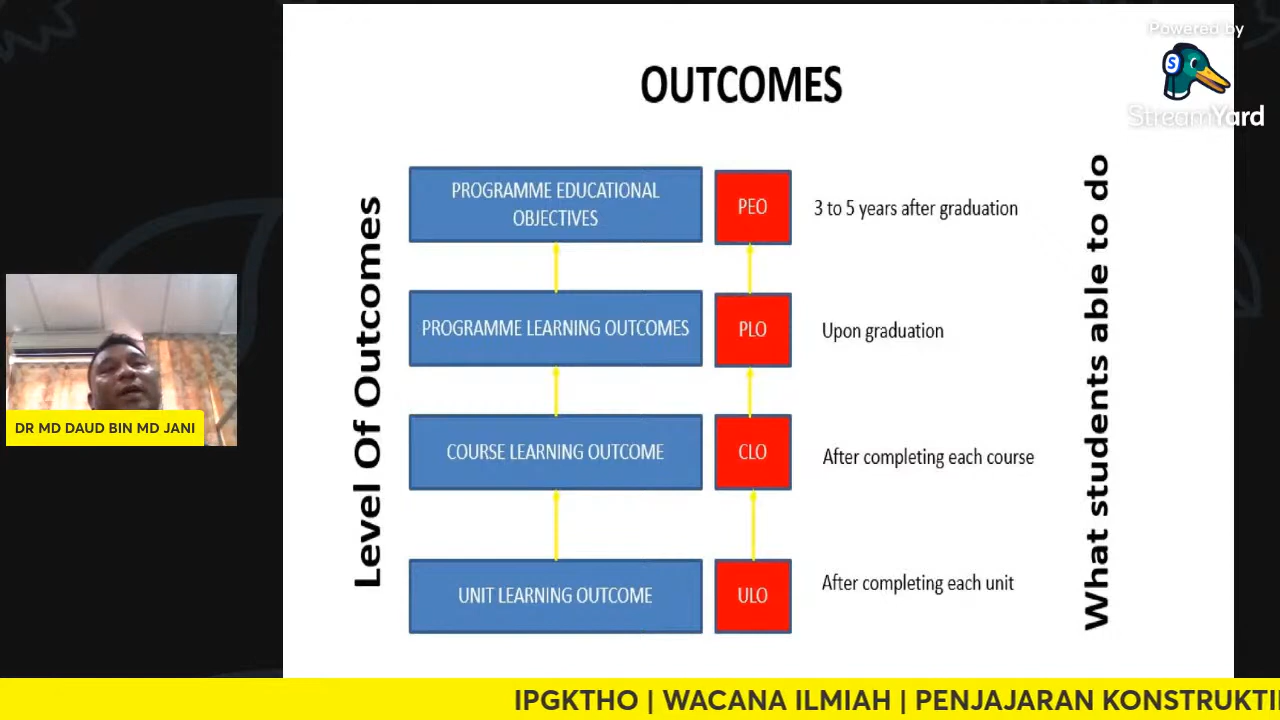 Powered by
StreamYard
OUTCOMES
Level Of Outcomes
PROGRAMME EDUCATIONAL
OBJECTIVES
PEO
3 to 5 years after graduation
PROGRAMME LEARNING OUTCOMES
PLO
Upon graduation
COURSE LEARNING OUTCOME
CLO
After completing each course
UNIT LEARNING OUTCOME
ULO
After completing each unit
What students able to do
DR MD DAUD BIN MD JANI
IPGKTHO | WACANA ILMIAH | PENJAJARAN KONSTRUKTI